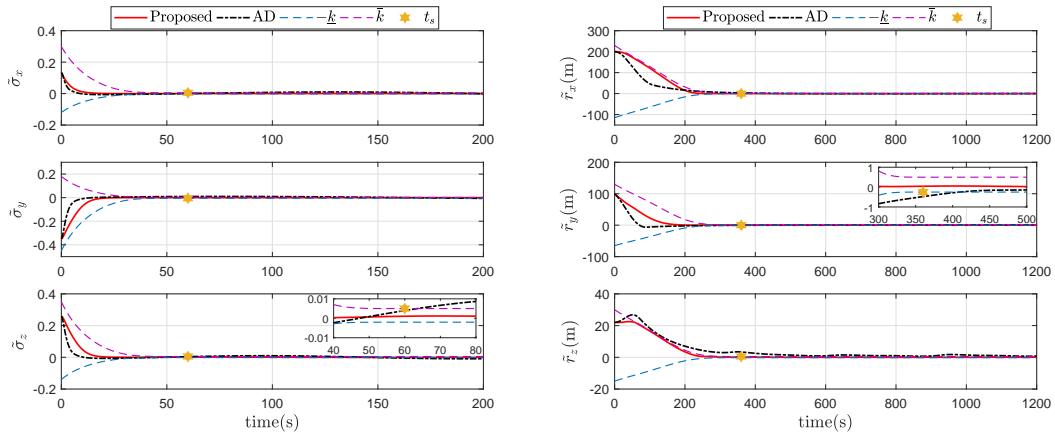 Proposed AD k̲ k̄ t_s
0.4
0.2
0
-0.2
σ̃_x
0 50 100 150 200
0.2
0
-0.2
-0.4
σ̃_y
0 50 100 150 200
0.4
0.2
0
-0.2
σ̃_z
0.01
-0.01
40 50 60 70 80
0 50 100 150 200
time(s)
Proposed AD k̲ k̄ t_s
300
200
100
0
-100
r̃_x(m)
0 200 400 600 800 1000 1200
200
100
0
-100
r̃_y(m)
1
0
-1
300 350 400 450 500
0 200 400 600 800 1000 1200
40
20
0
-20
r̃_z(m)
0 200 400 600 800 1000 1200
time(s)